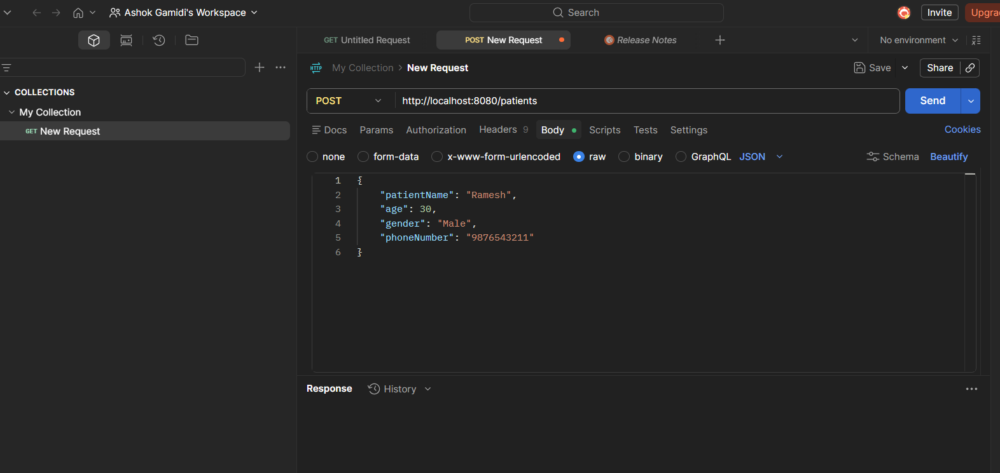 Ashok Gamidi's Workspace
Search
Invite
Upgra
GET Untitled Request
POST New Request
Release Notes
No environment
HTTP My Collection > New Request
Save
Share
COLLECTIONS
My Collection
GET New Request
POST
http://localhost:8080/patients
Send
Docs
Params
Authorization
Headers 9
Body
Scripts
Tests
Settings
Cookies
none
form-data
x-www-form-urlencoded
raw
binary
GraphQL
JSON
Schema
Beautify
1 {
2 "patientName": "Ramesh",
3 "age": 30,
4 "gender": "Male",
5 "phoneNumber": "9876543211"
6 }
Response
History